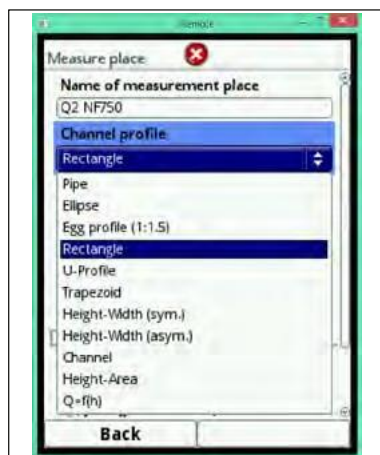 Remote
Measure place
Name of measurement place
Q2 NF750
Channel profile
Rectangle
Pipe
Ellipse
Egg profile (1:1.5)
Rectangle
U-Profile
Trapezoid
Height-Width (sym.)
Height-Width (asym.)
Channel
Height-Area
Q=f(h)
Back